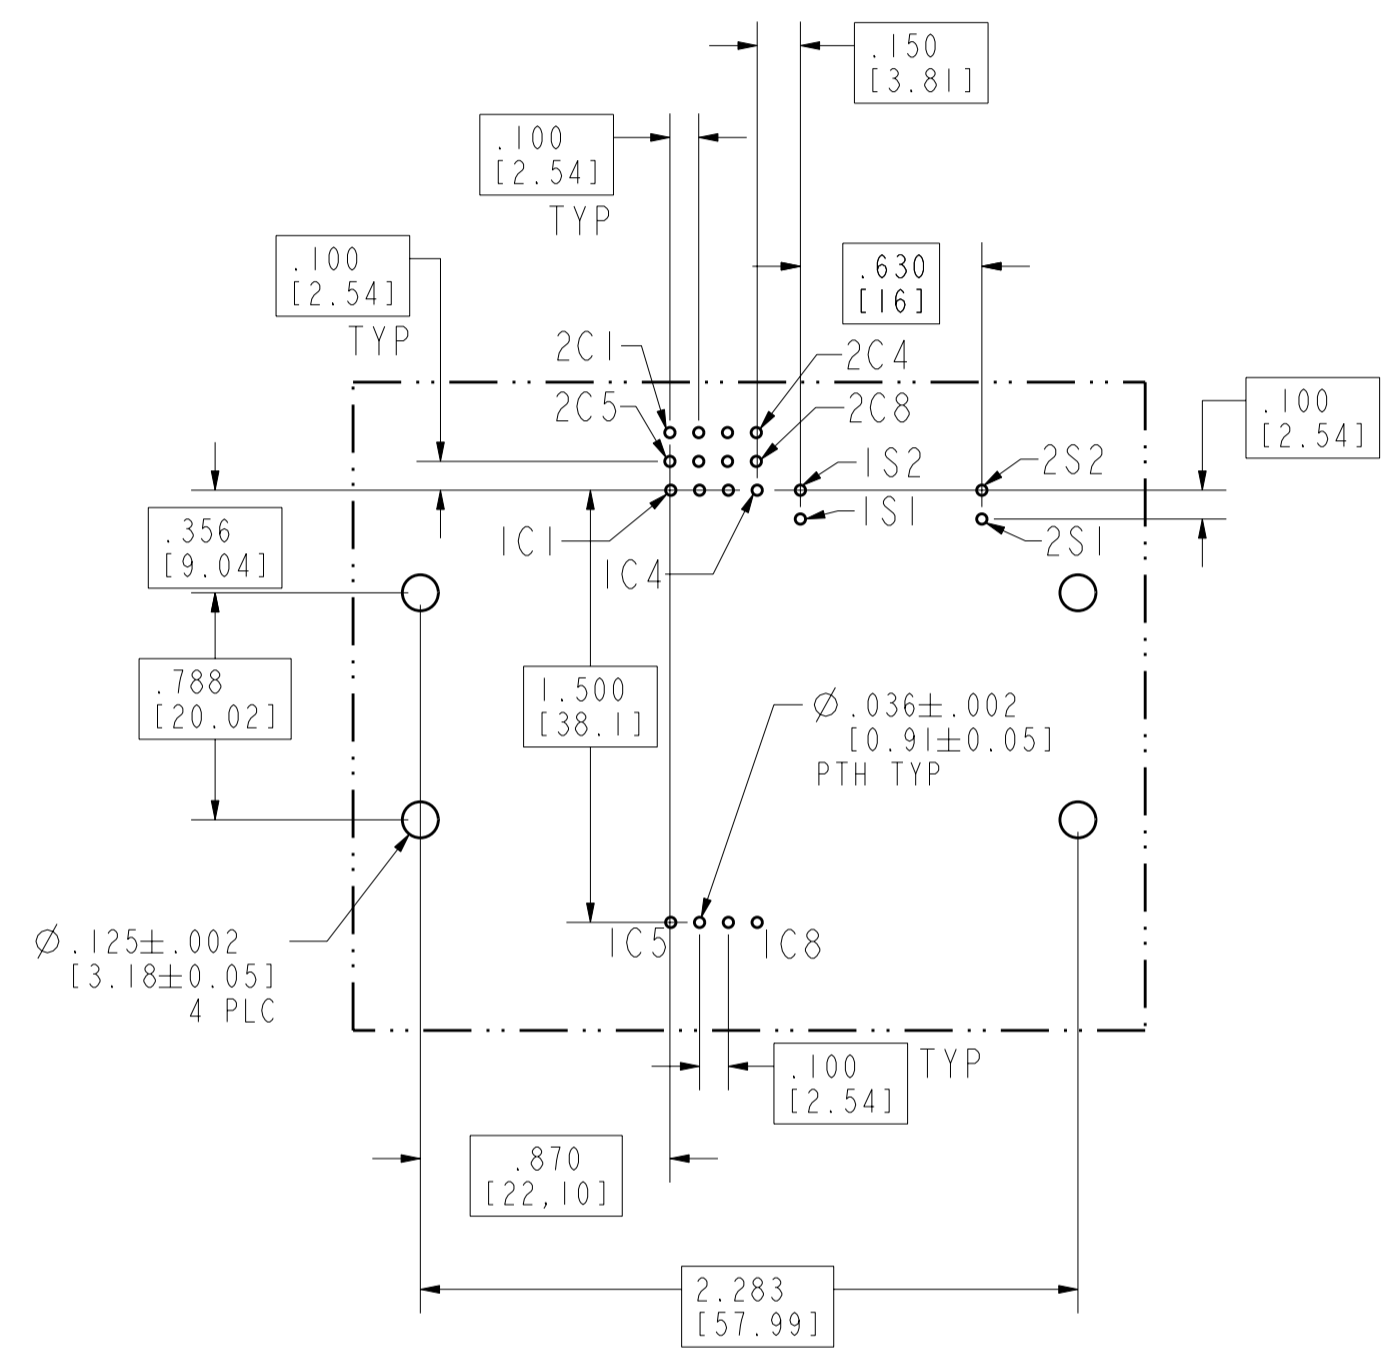 .150
[3.81]
.100
[2.54]
TYP
.100
[2.54]
TYP
.630
[16]
2C1
2C4
2C5
2C8
.100
[2.54]
1S2
2S2
1S1
2S1
1C1
1C4
.356
[9.04]
.788
[20.02]
1.500
[38.1]
Ø .036±.002
[0.91±0.05]
PTH TYP
Ø .125±.002
[3.18±0.05]
4 PLC
1C5
1C8
.100
[2.54]
TYP
.870
[22,10]
2.283
[57.99]